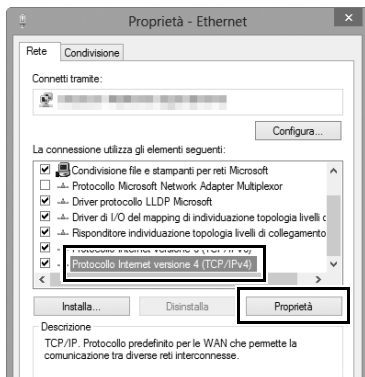 Proprietà - Ethernet
Rete
Condivisione
Connetti tramite:
Configura...
La connessione utilizza gli elementi seguenti:
Condivisione file e stampanti per reti Microsoft
Protocollo Microsoft Network Adapter Multiplexor
Driver protocollo LLDP Microsoft
Driver di I/O del mapping di individuazione topologia livelli
Risponditore individuazione topologia livelli di collegamento
Protocollo Internet versione 4 (TCP/IPv4)
Installa...
Disinstalla
Proprietà
Descrizione
TCP/IP. Protocollo predefinito per le WAN che permette la
comunicazione tra diverse reti interconnesse.